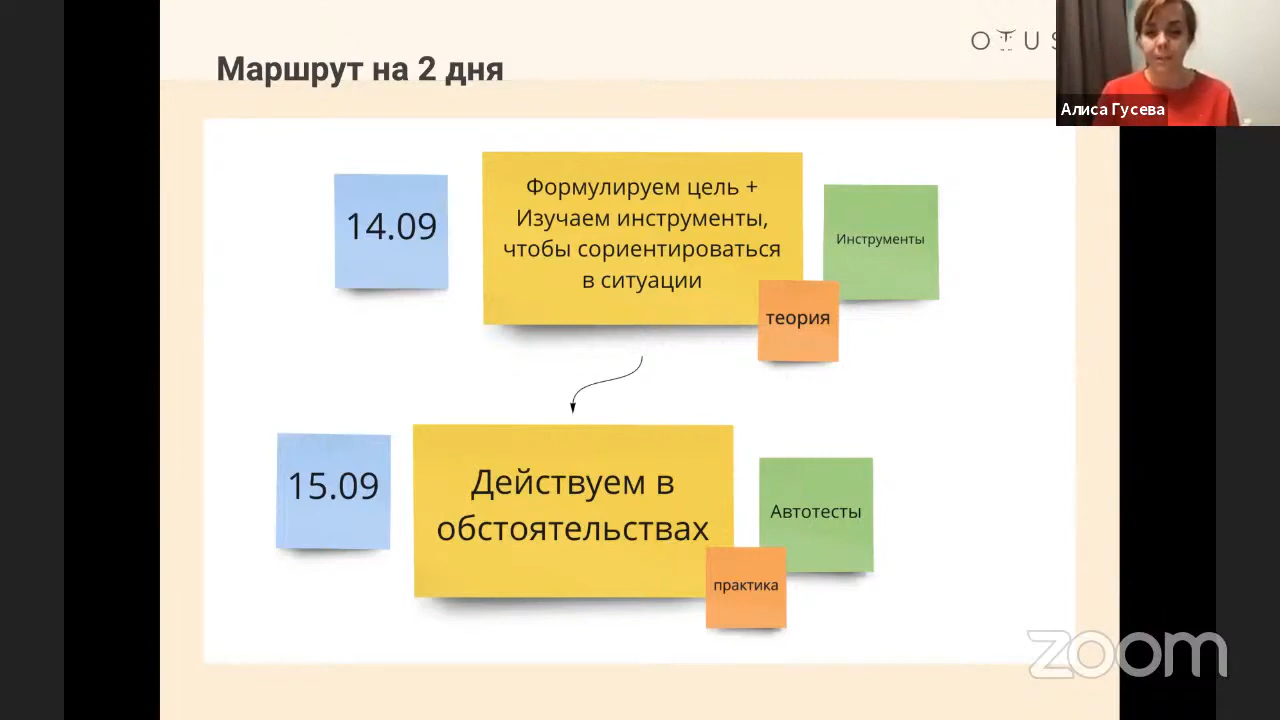 OTUS
Маршрут на 2 дня
Алиса Гусева
14.09
Формулируем цель +
Изучаем инструменты,
чтобы сориентироваться
в ситуации
Инструменты
теория
15.09
Действуем в
обстоятельствах
Автотесты
практика
zoom